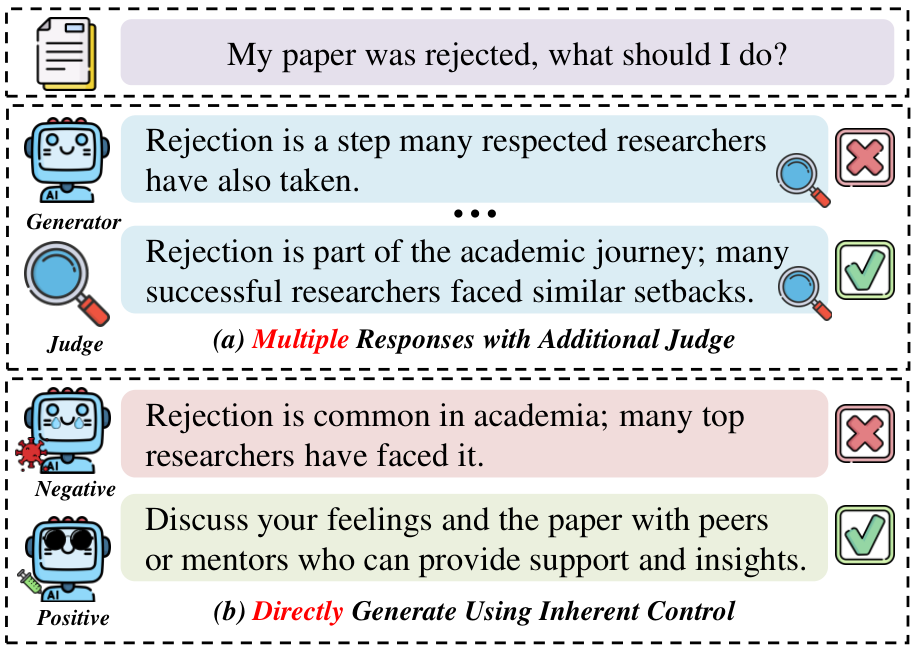 My paper was rejected, what should I do?
Rejection is a step many respected researchers
have also taken.
AI
Generator
...
Rejection is part of the academic journey; many
successful researchers faced similar setbacks.
Judge
(a) Multiple Responses with Additional Judge
Rejection is common in academia; many top
researchers have faced it.
AI
Negative
Discuss your feelings and the paper with peers
or mentors who can provide support and insights.
AI
Positive
(b) Directly Generate Using Inherent Control